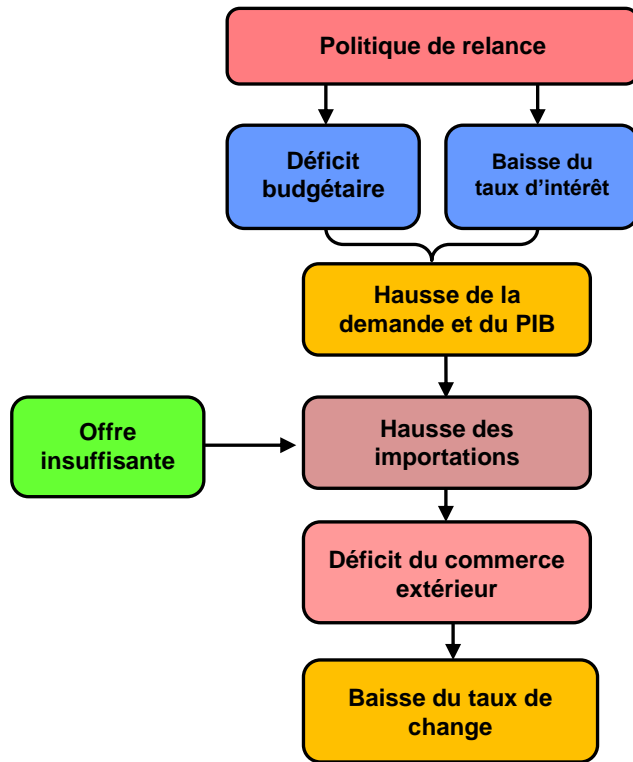 Politique de relance
Déficit
budgétaire
Baisse du
taux d’intérêt
Hausse de la
demande et du PIB
Offre
insuffisante
Hausse des
importations
Déficit du commerce
extérieur
Baisse du taux de
change